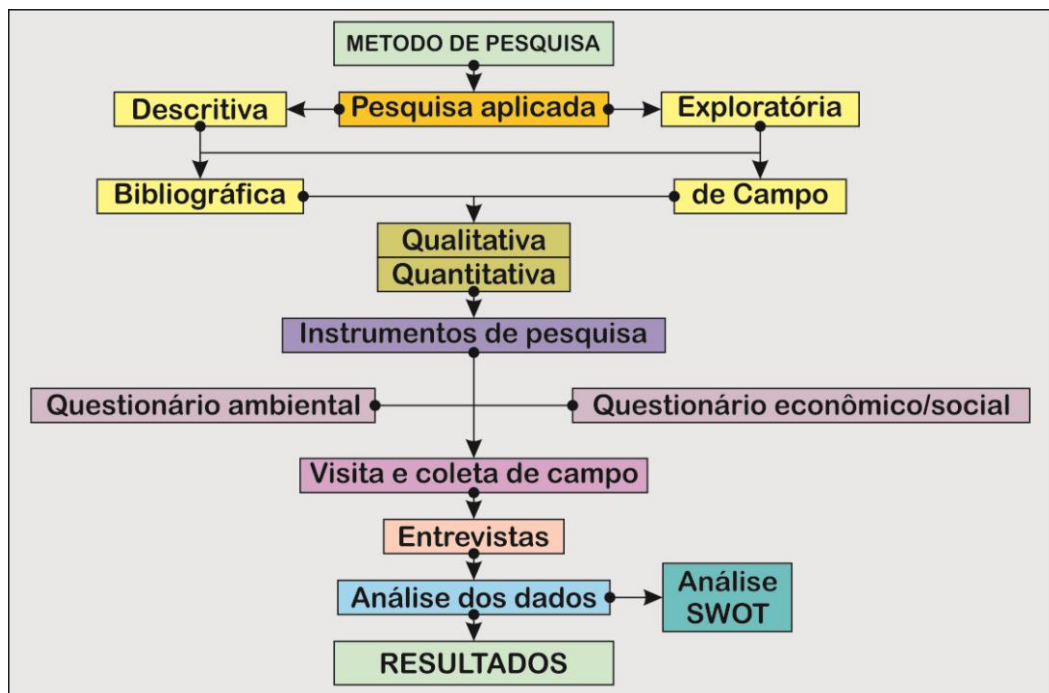 METODO DE PESQUISA
Descritiva
Pesquisa aplicada
Exploratória
Bibliográfica
de Campo
Qualitativa
Quantitativa
Instrumentos de pesquisa
Questionário ambiental
Questionário econômico/social
Visita e coleta de campo
Entrevistas
Análise dos dados
Análise
SWOT
RESULTADOS